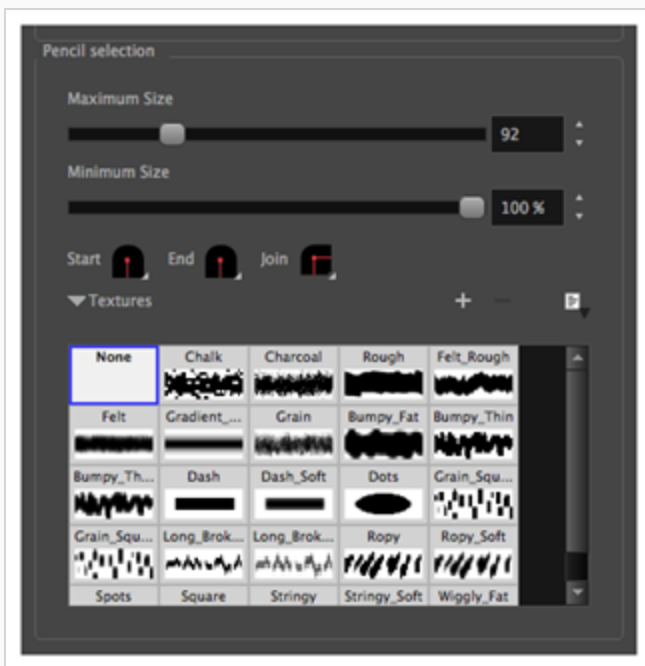 Pencil selection
Maximum Size
92
Minimum Size
100 %
Start End Join
Textures
None Chalk Charcoal Rough Felt_Rough
Felt Gradient_... Grain Bumpy_Fat Bumpy_Thin
Bumpy_Th... Dash Dash_Soft Dots Grain_Squ...
Grain_Squ... Long_Brok... Long_Brok... Ropy Ropy_Soft
Spots Square Stringy Stringy_Soft Wiggly_Fat